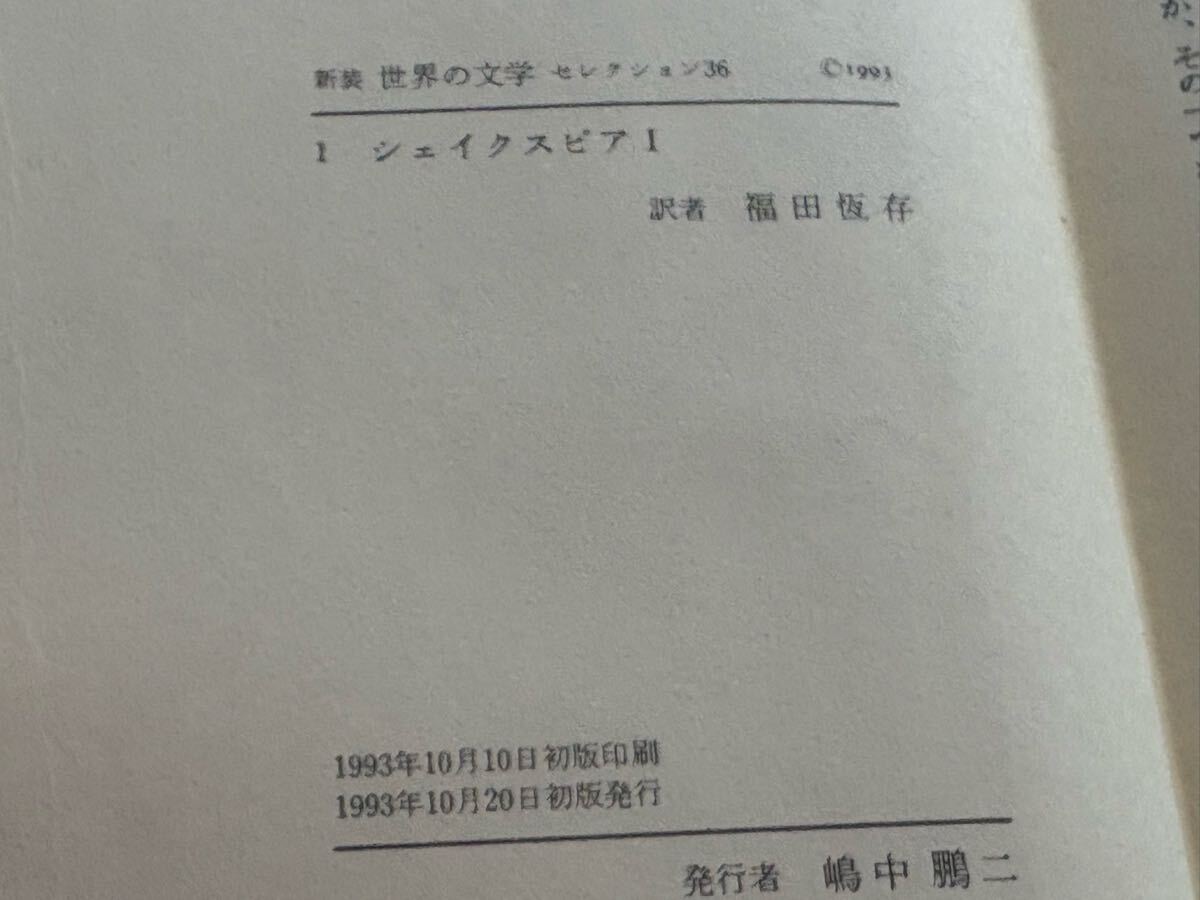 新装 世界の文学 セレクション36 ©1993
1 シェイクスピア I
訳者 福田恆存
1993年10月10日初版印刷
1993年10月20日初版発行
発行者 嶋中鵬二
か、その